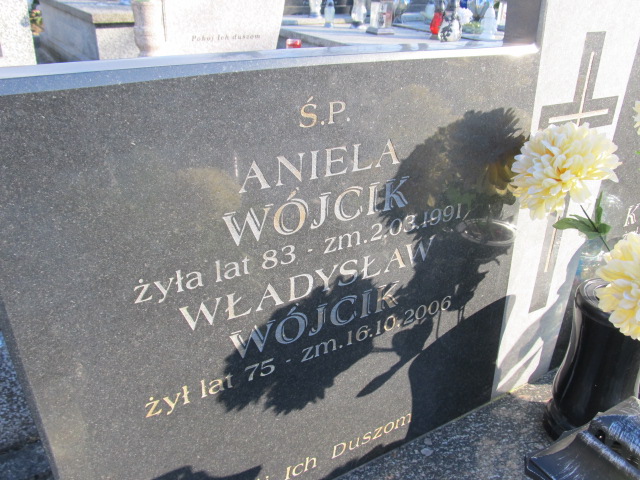 Pokój Ich duszom
Ś.P.
ANIELA
WÓJCIK
żyła lat 83 - zm. 2.03.1991
WŁADYSŁAW
WÓJCIK
żył lat 75 - zm. 16.10.2006
Ich Duszom
K